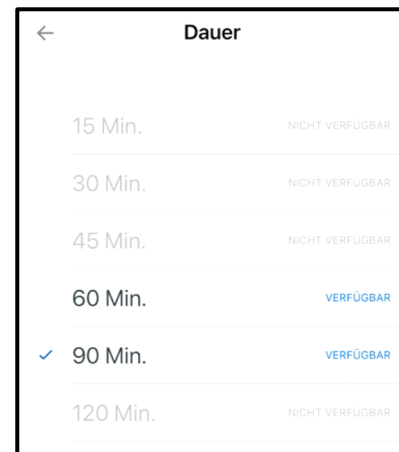 Dauer
15 Min. NICHT VERFÜGBAR
30 Min. NICHT VERFÜGBAR
45 Min. NICHT VERFÜGBAR
60 Min. VERFÜGBAR
90 Min. VERFÜGBAR
120 Min. NICHT VERFÜGBAR